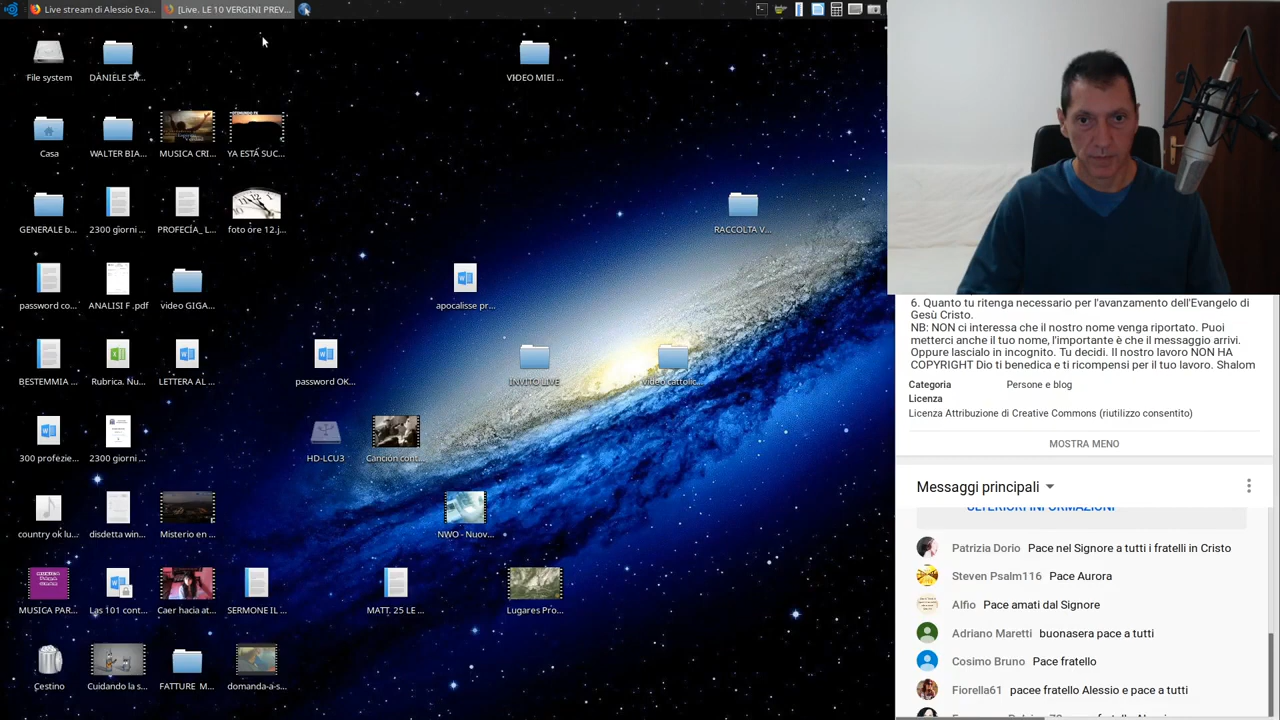 Live stream di Alessio Eva...
[Live. LE 10 VERGINI PREV...
File system
DANIELE SA...
VIDEO MIEI ...
Casa
WALTER BIA...
MUSICA CRI...
YA ESTÁ SUC...
GENERALE b...
2300 giorni ...
PROFECÍA_ L...
foto ore 12.j...
RACCOLTA V...
password co...
ANALISI F .pdf
video GIGA...
apocalisse pr...
BESTEMMIA ...
Rubrica. Nu...
LETTERA AL ...
password OK...
INVITO LIVE
video cattolic...
300 profezie...
2300 giorni ...
HD-LCU3
Canción cont...
country ok lu...
disdetta win...
Misterio en ...
NWO - Nuov...
MUSICA PAR...
Las 101 cont...
Caer hacia at...
SERMONE IL ...
MATT. 25 LE ...
Lugares Pro...
Cestino
Cuidando la s...
FATTURE M...
domanda-a-s...
6. Quanto tu ritenga necessario per l'avanzamento dell'Evangelo di
Gesù Cristo.
NB: NON ci interessa che il nostro nome venga riportato. Puoi
metterci anche il tuo nome, l'importante è che il messaggio arrivi.
Oppure lascialo in incognito. Tu decidi. Il nostro lavoro NON HA
COPYRIGHT Dio ti benedica e ti ricompensi per il tuo lavoro. Shalom
Categoria Persone e blog
Licenza
Licenza Attribuzione di Creative Commons (riutilizzo consentito)
MOSTRA MENO
Messaggi principali
ULTERIORI INFORMAZIONI
Patrizia Dorio Pace nel Signore a tutti i fratelli in Cristo
Steven Psalm116 Pace Aurora
Alfio Pace amati dal Signore
Adriano Maretti buonasera pace a tutti
Cosimo Bruno Pace fratello
Fiorella61 pacee fratello Alessio e pace a tutti